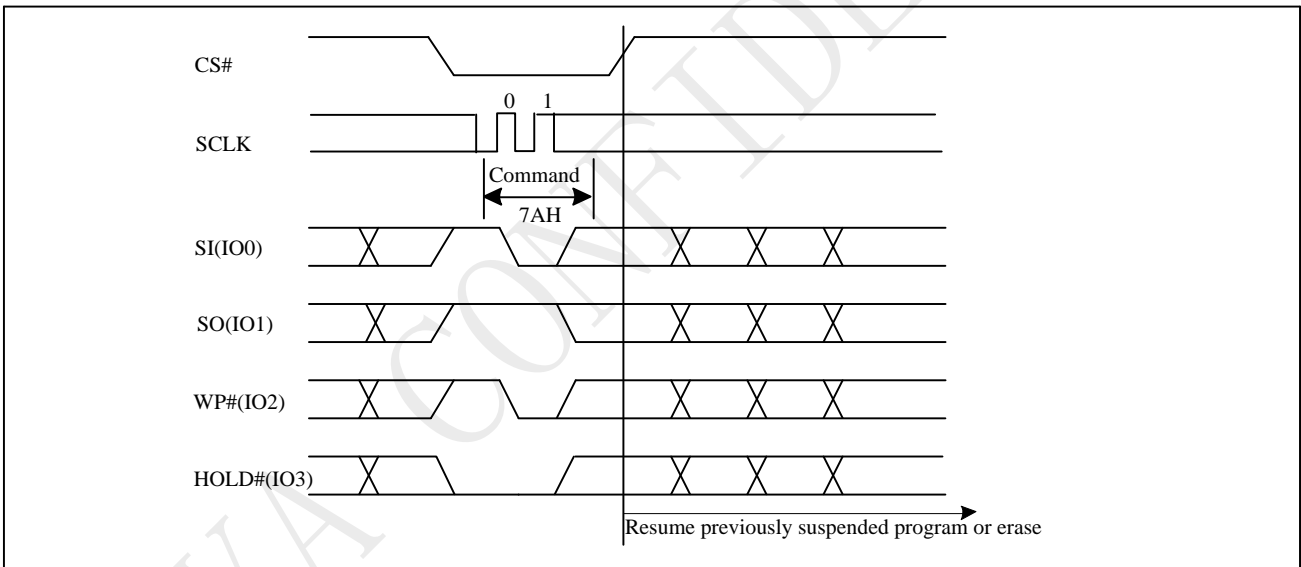 CS#
0 1
SCLK
Command
7AH
SI(IO0)
SO(IO1)
WP#(IO2)
HOLD#(IO3)
Resume previously suspended program or erase